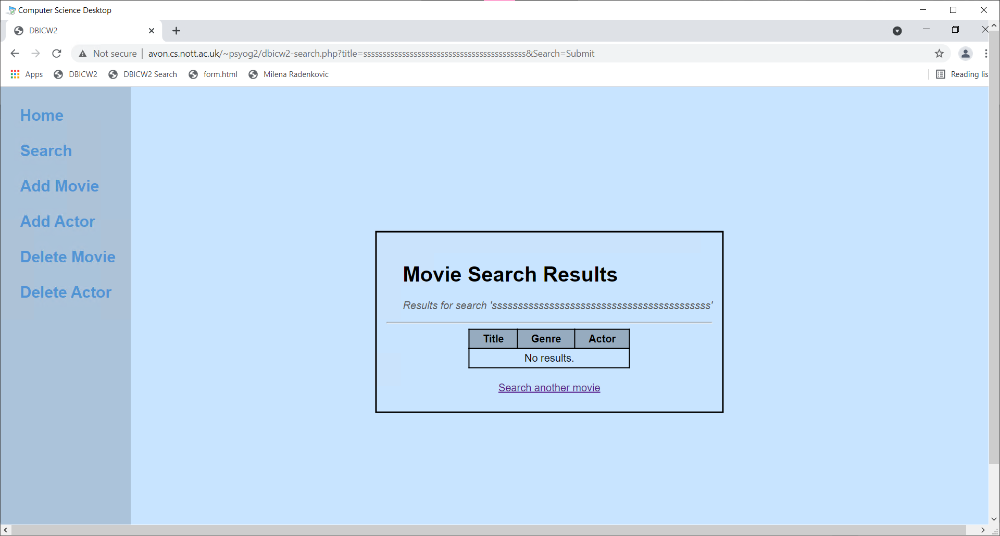 Computer Science Desktop
DBICW2
Not secure | avon.cs.nott.ac.uk/~psyog2/dbicw2-search.php?title=ssssssssssssssssssssssssssssssssssssssssss&Search=Submit
Apps DBICW2 DBICW2 Search form.html Milena Radenkovic Reading lis
Home
Search
Add Movie
Add Actor
Delete Movie
Delete Actor
Movie Search Results
Results for search 'ssssssssssssssssssssssssssssssssssssssssss'
Title Genre Actor
No results.
Search another movie